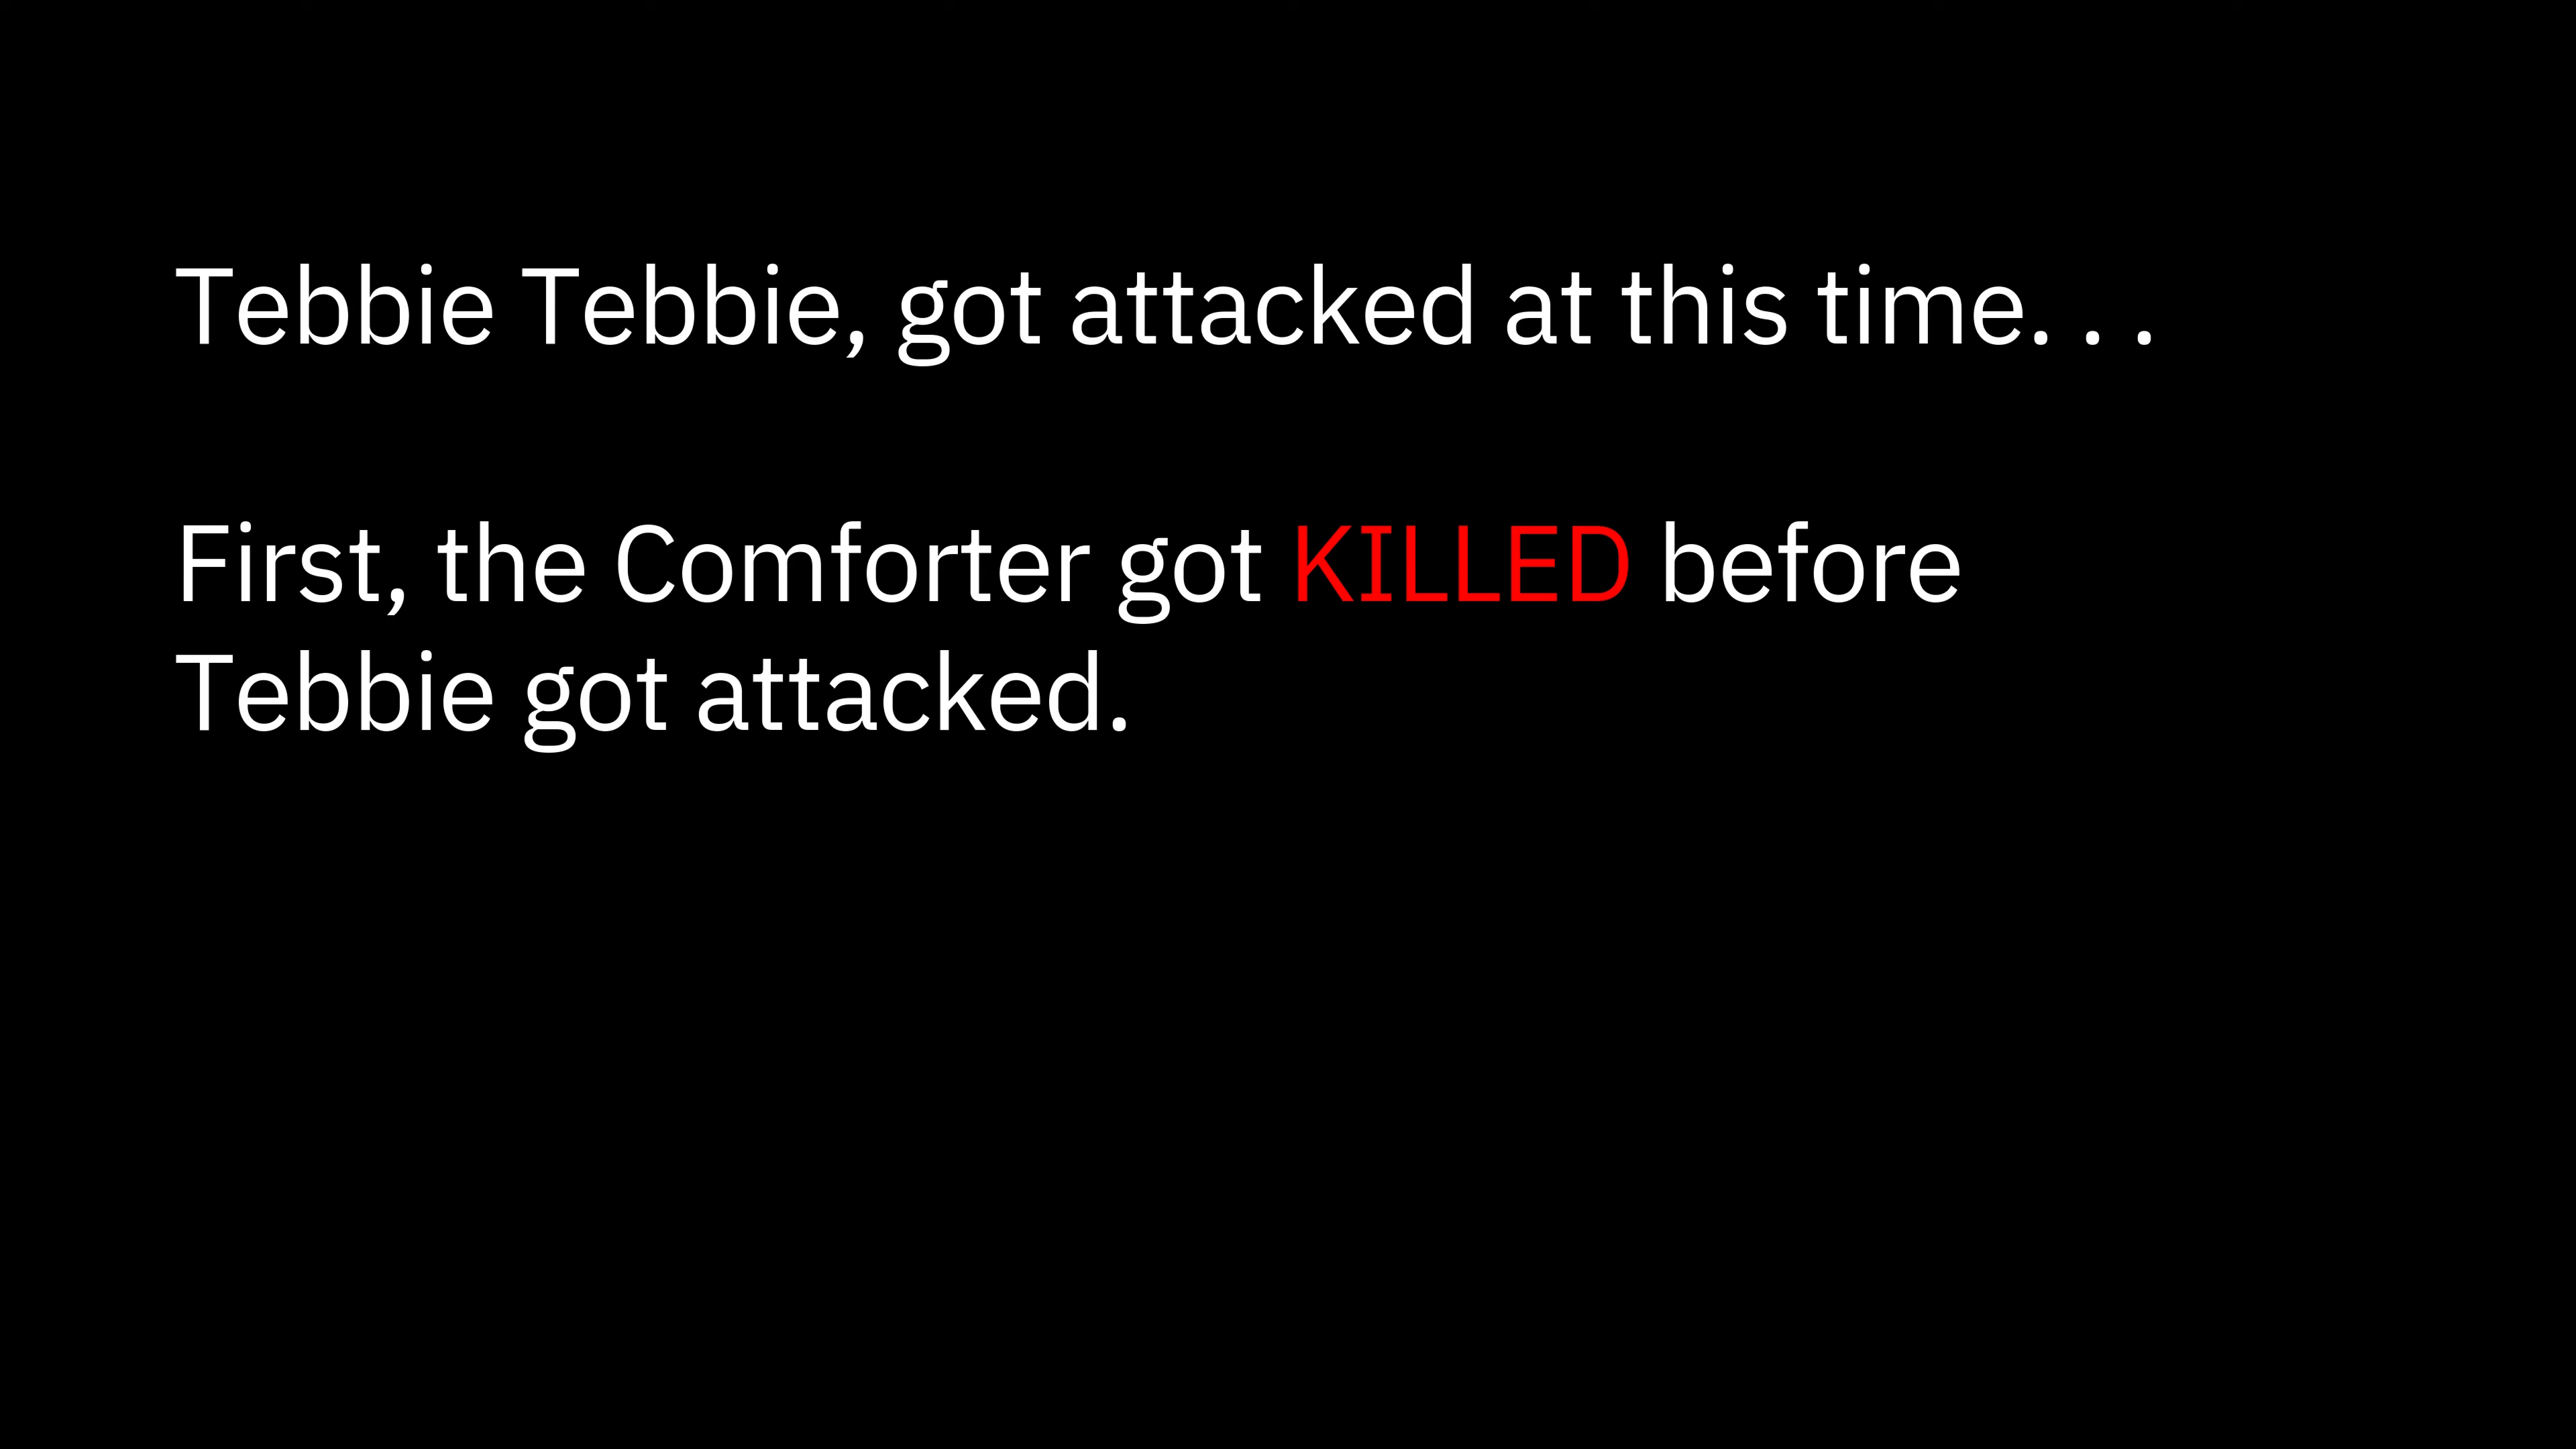 Tebbie Tebbie, got attacked at this time. . .
First, the Comforter got KILLED before
Tebbie got attacked.